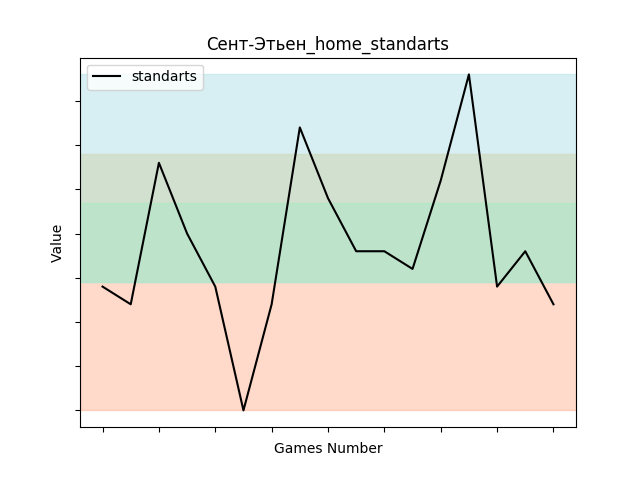 Сент-Этьен_home_standarts
standarts
Value
Games Number